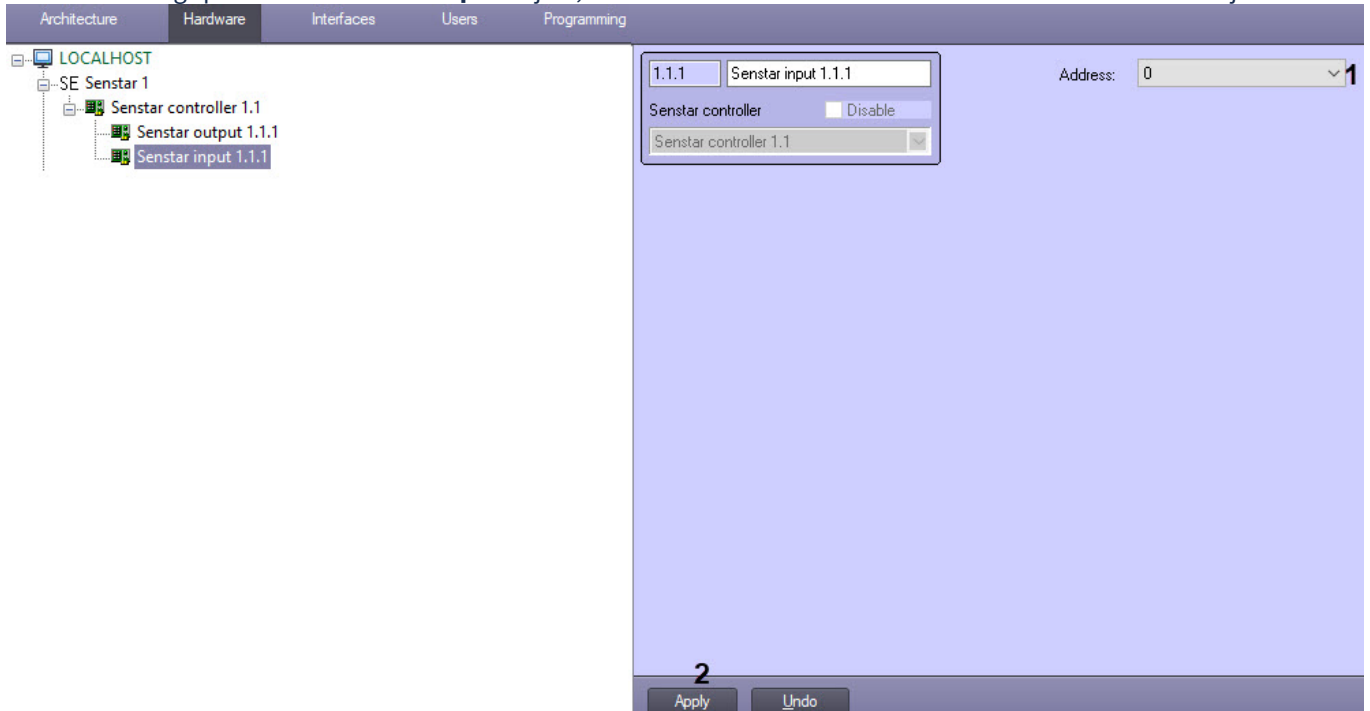 Architecture Hardware Interfaces Users Programming
LOCALHOST
SE Senstar 1
Senstar controller 1.1
Senstar output 1.1.1
Senstar input 1.1.1
1.1.1 Senstar input 1.1.1
Senstar controller Disable
Senstar controller 1.1
Address: 0 1
2
Apply Undo